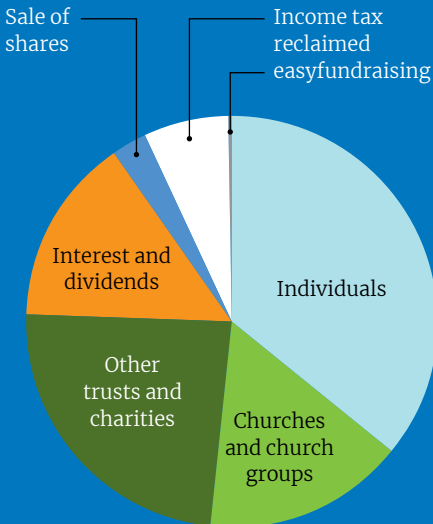 Sale of
shares
Income tax
reclaimed
easyfundraising
Interest and
dividends
Individuals
Other
trusts and
charities
Churches
and church
groups